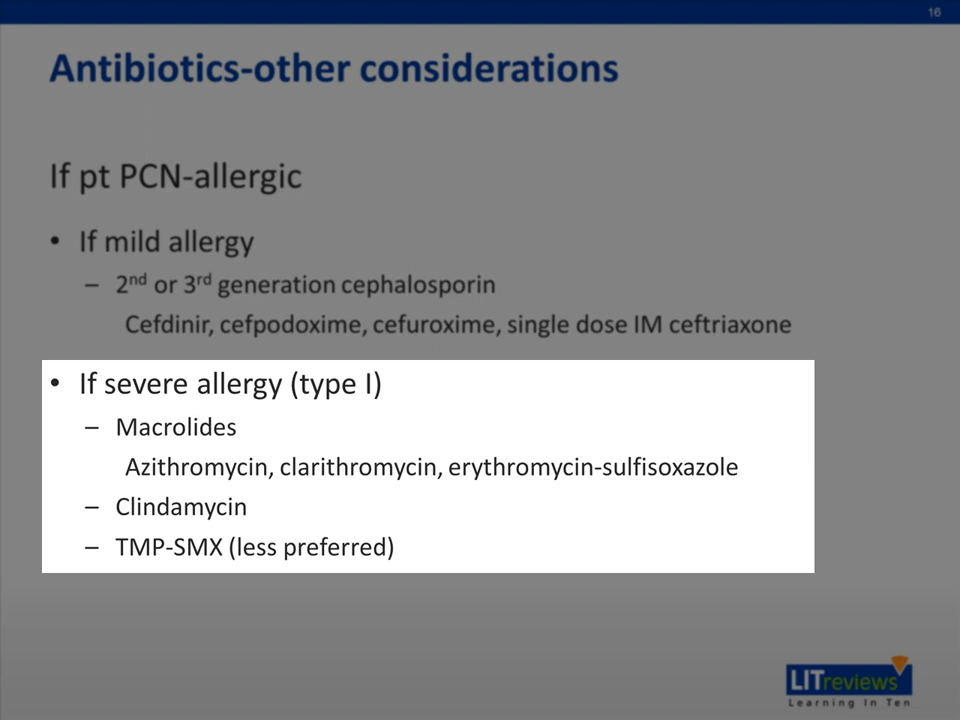 16
Antibiotics-other considerations
If pt PCN-allergic
• If mild allergy
– 2nd or 3rd generation cephalosporin
Cefdinir, cefpodoxime, cefuroxime, single dose IM ceftriaxone
• If severe allergy (type I)
– Macrolides
Azithromycin, clarithromycin, erythromycin-sulfisoxazole
– Clindamycin
– TMP-SMX (less preferred)
LITreviews
Learning In Ten